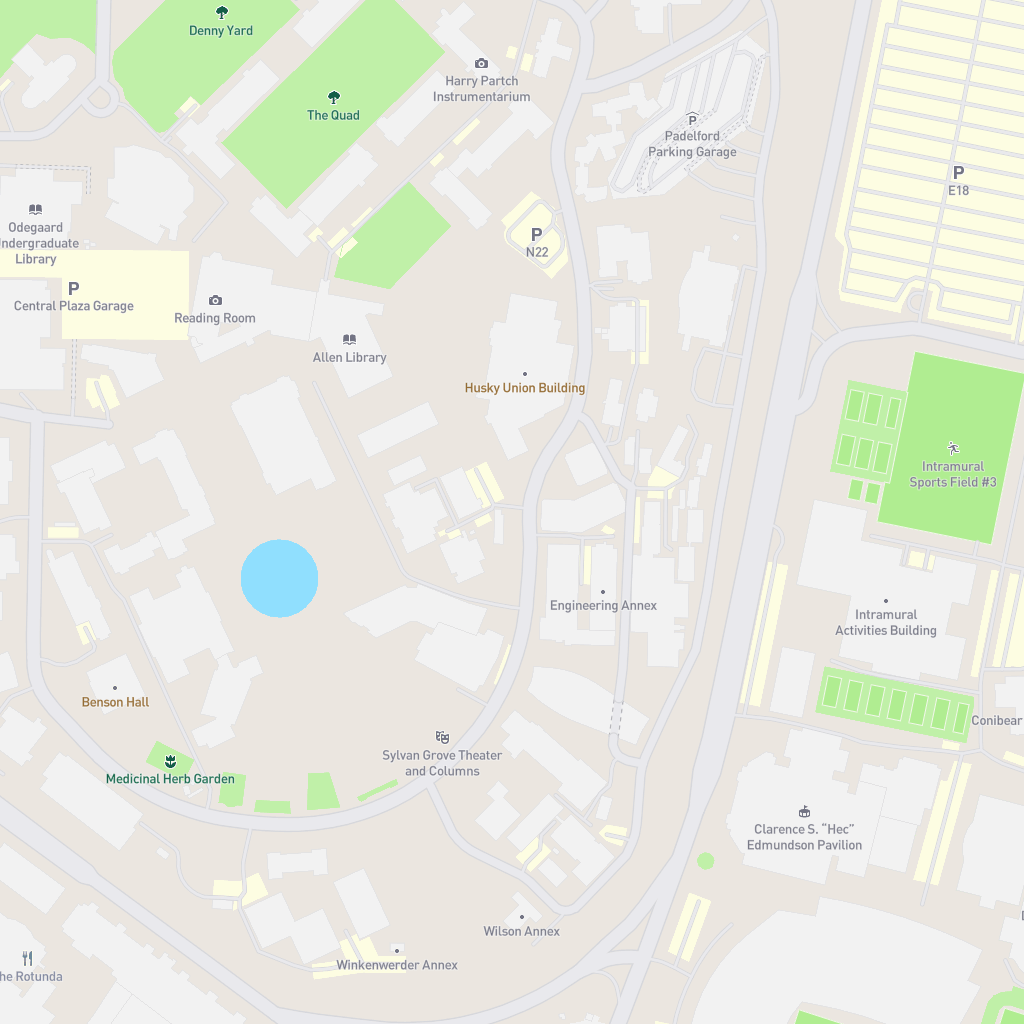 Denny Yard
The Quad
Harry Partch
Instrumentarium
P
Padelford
Parking Garage
P
E18
Odegaard
Undergraduate
Library
P
N22
P
Central Plaza Garage
Reading Room
Allen Library
Husky Union Building
Intramural
Sports Field #3
Engineering Annex
Intramural
Activities Building
Benson Hall
Conibear
Sylvan Grove Theater
and Columns
Medicinal Herb Garden
Clarence S. “Hec”
Edmundson Pavilion
Wilson Annex
Winkenwerder Annex
he Rotunda